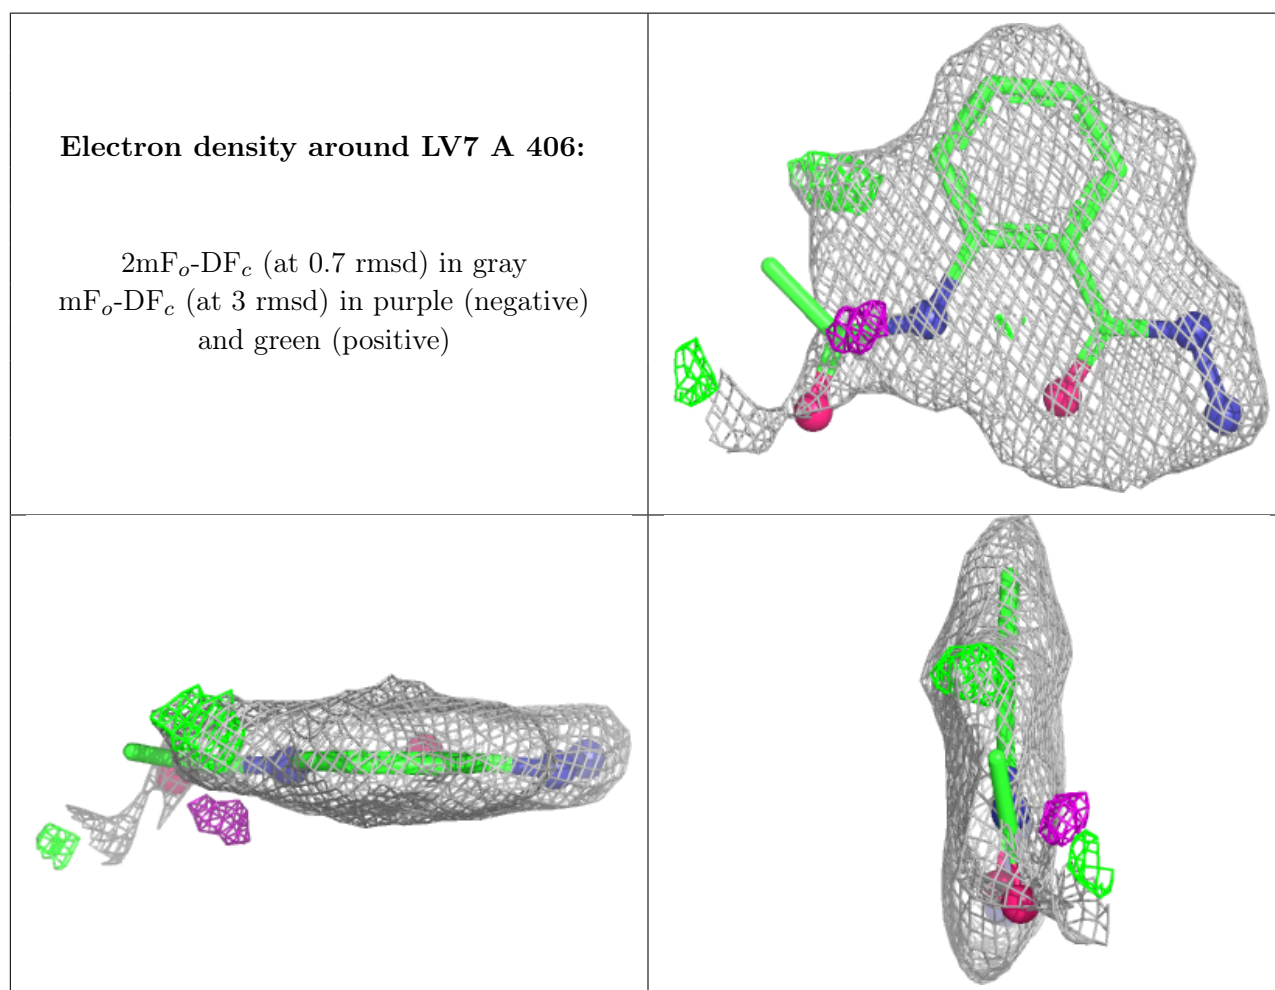 Electron density around LV7 A 406:
2mFo-DFc (at 0.7 rmsd) in gray
mFo-DFc (at 3 rmsd) in purple (negative)
and green (positive)